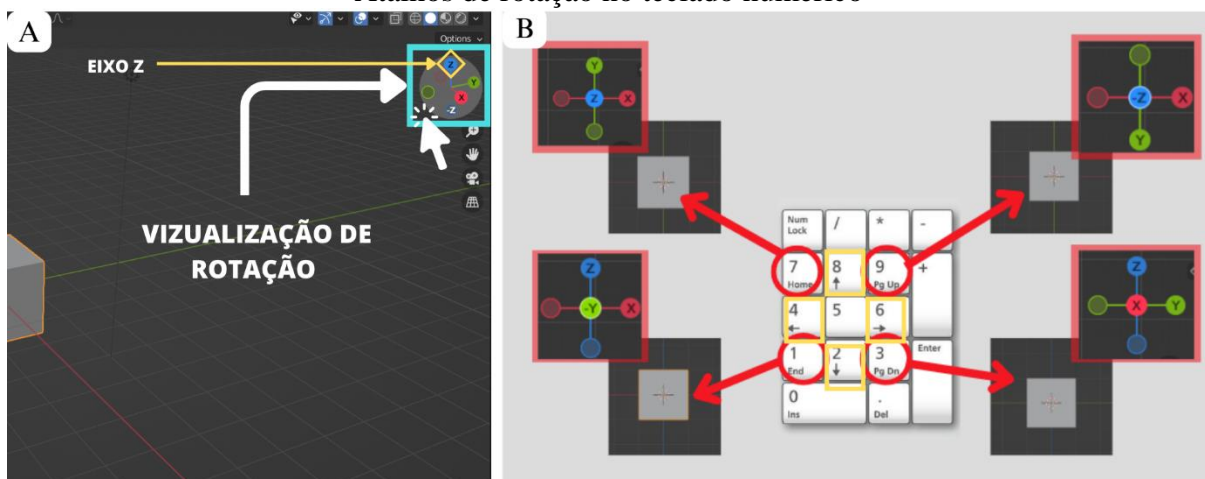 Atalhos de rotação no teclado numérico
A
Options
EIXO Z
Z
Y
X
-Z
VIZUALIZAÇÃO DE
ROTAÇÃO
B
Y
Z
X
-Z
X
Y
Num
Lock
/
*
-
7
Home
8
9
Pg Up
+
4
5
6
1
End
2
3
Pg Dn
Enter
0
Ins
.
Del
Z
-Y
X
Z
X
Y